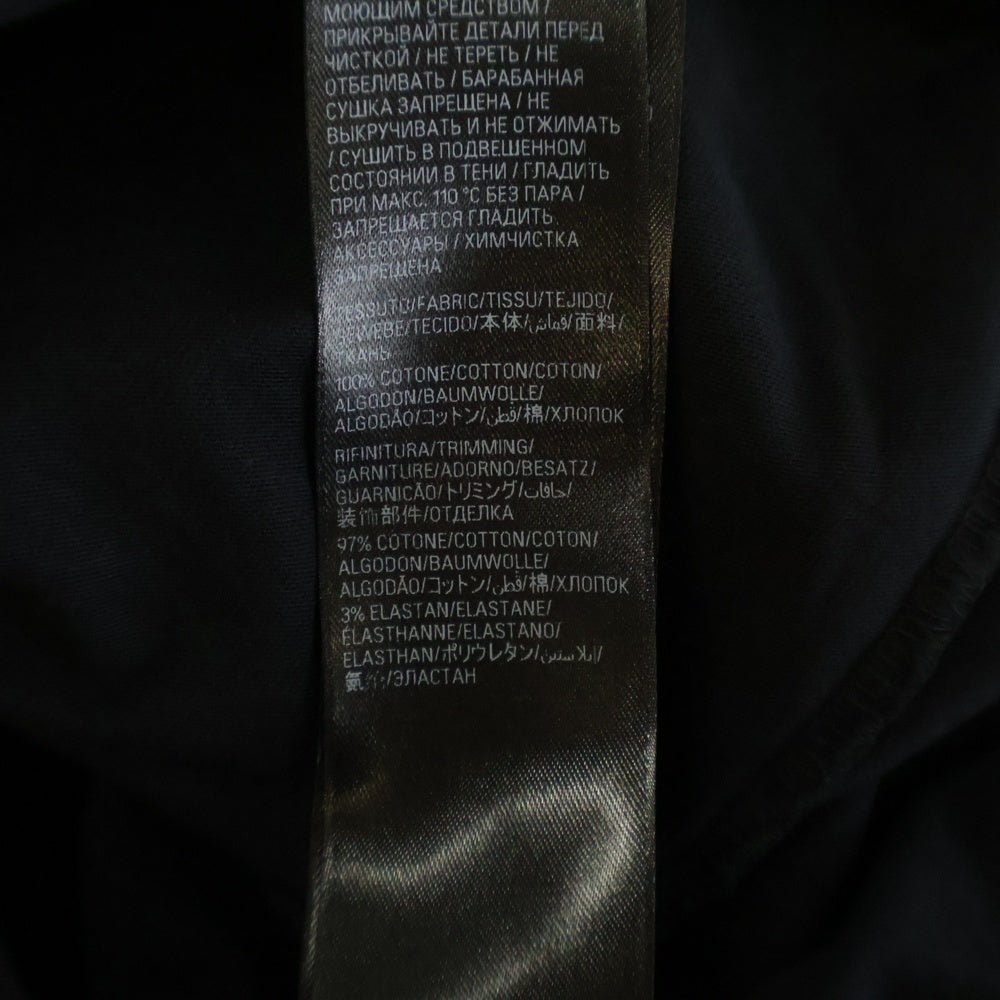 МОЮЩИМ СРЕДСТВОМ /
ПРИКРЫВАЙТЕ ДЕТАЛИ ПЕРЕД
ЧИСТКОЙ / НЕ ТЕРЕТЬ / НЕ
ОТБЕЛИВАТЬ / БАРАБАННАЯ
СУШКА ЗАПРЕЩЕНА / НЕ
ВЫКРУЧИВАТЬ И НЕ ОТЖИМАТЬ
/ СУШИТЬ В ПОДВЕШЕННОМ
СОСТОЯНИИ В ТЕНИ / ГЛАДИТЬ
ПРИ МАКС. 110 °C БЕЗ ПАРА /
ЗАПРЕЩАЕТСЯ ГЛАДИТЬ
АКСЕССУАРЫ / ХИМЧИСТКА
ЗАПРЕЩЕНА
TESSUTO/FABRIC/TISSU/TEJIDO/
GEWEBE/TECIDO/本体/قماش/面料/
ТКАНЬ
100% COTONE/COTTON/COTON/
ALGODON/BAUMWOLLE/
ALGODÃO/コットン/قطن/棉/ХЛОПОК
RIFINITURA/TRIMMING/
GARNITURE/ADORNO/BESATZ/
GUARNICÃO/トリミング/حافات/
装饰部件/ОТДЕЛКА
97% COTONE/COTTON/COTON/
ALGODON/BAUMWOLLE/
ALGODÃO/コットン/قطن/棉/ХЛОПОК
3% ELASTAN/ELASTANE/
ÉLASTHANNE/ELASTANO/
ELASTHAN/ポリウレタン/إيلاستين/
氨纶/ЭЛАСТАН